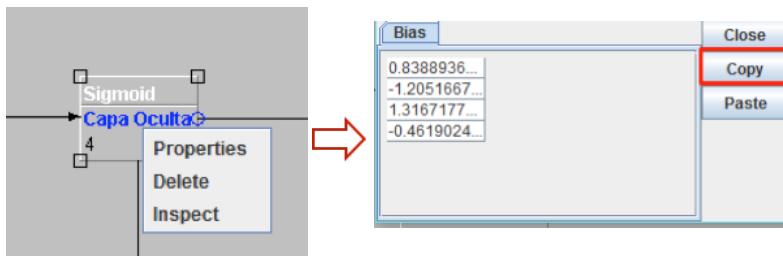 Sigmoid
Capa Oculta
4
Properties
Delete
Inspect
Bias
0.8388936...
-1.2051667...
1.3167177...
-0.4619024...
Close
Copy
Paste